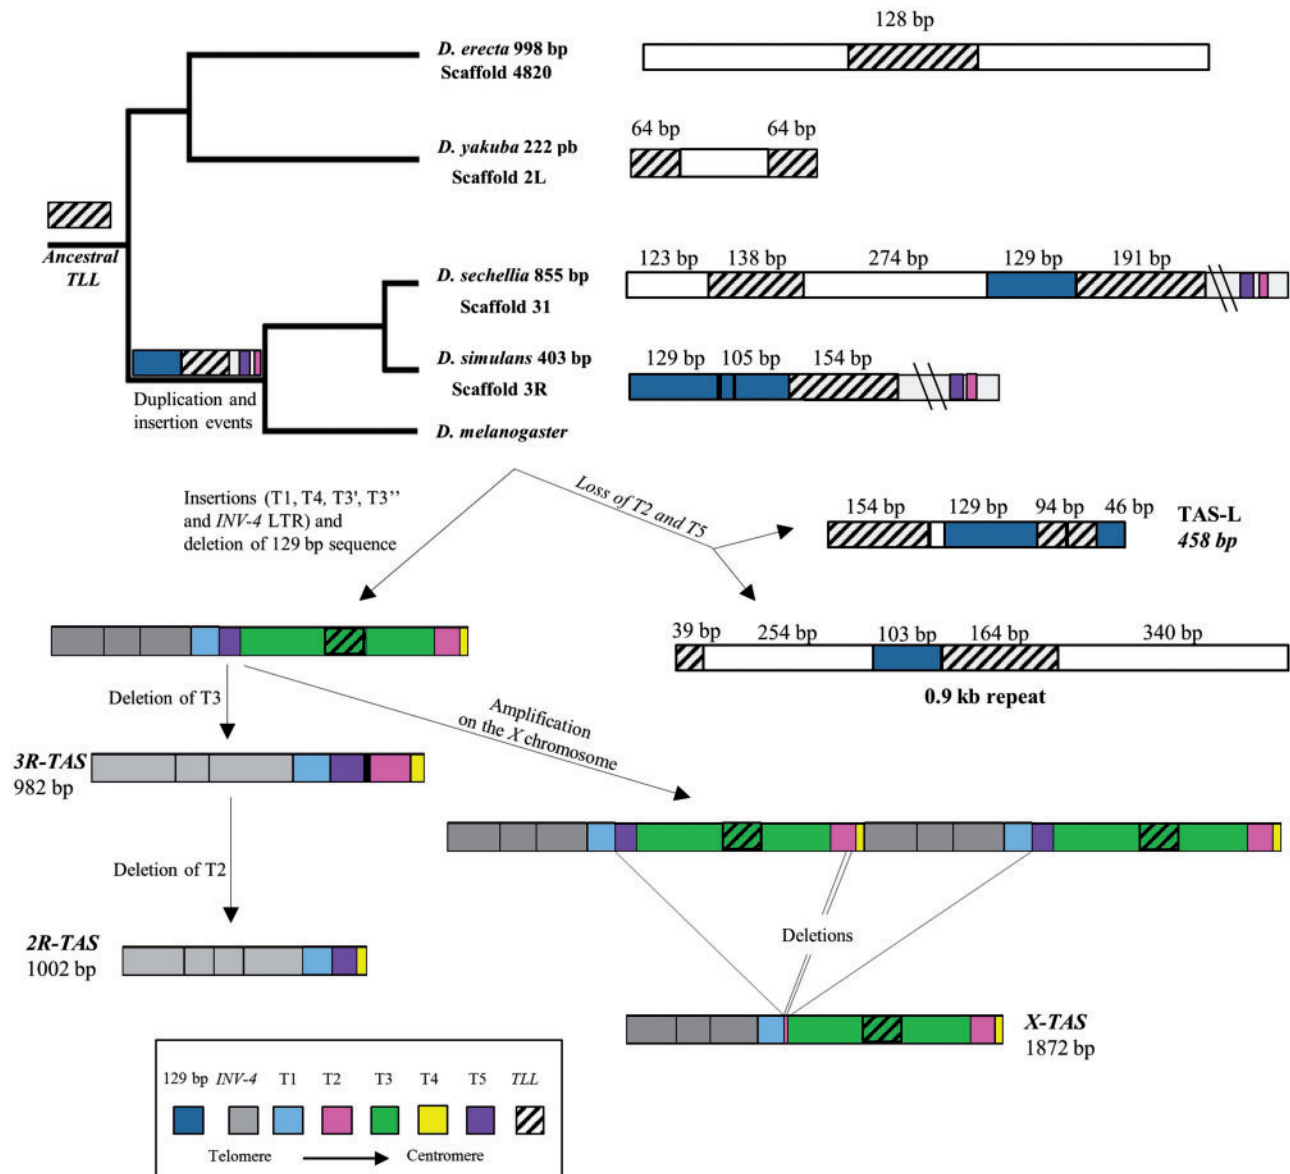 128 bp
D. erecta 998 bp
Scaffold 4820
64 bp 64 bp
D. yakuba 222 pb
Scaffold 2L
Ancestral
TLL
123 bp 138 bp 274 bp 129 bp 191 bp
D. sechellia 855 bp
Scaffold 31
129 bp 105 bp 154 bp
D. simulans 403 bp
Scaffold 3R
Duplication and
insertion events
D. melanogaster
Insertions (T1, T4, T3', T3''
and INV-4 LTR) and
deletion of 129 bp sequence
Loss of T2 and T5
154 bp 129 bp 94 bp 46 bp
TAS-L
458 bp
39 bp 254 bp 103 bp 164 bp 340 bp
0.9 kb repeat
Deletion of T3
Amplification
on the X chromosome
3R-TAS
982 bp
Deletion of T2
Deletions
2R-TAS
1002 bp
X-TAS
1872 bp
129 bp INV-4 T1 T2 T3 T4 T5 TLL
Telomere Centromere